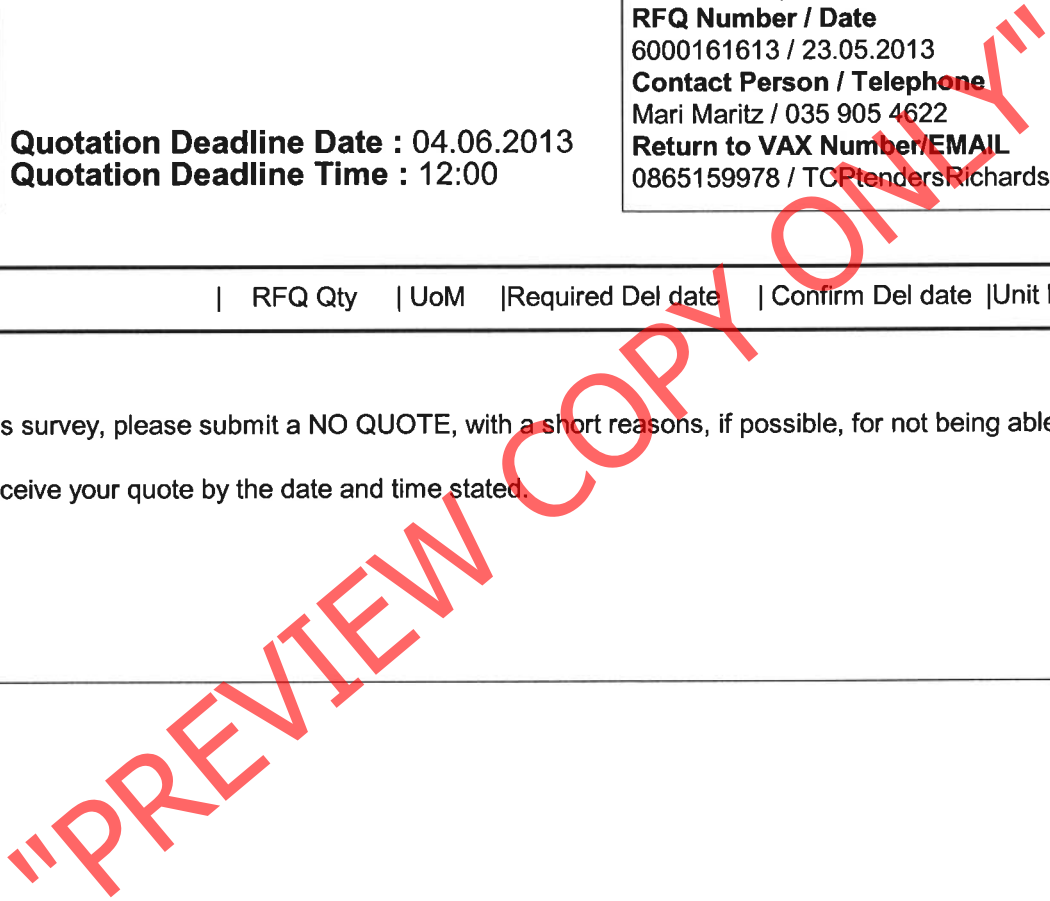 RFQ Number / Date
6000161613 / 23.05.2013
Contact Person / Telephone
Mari Maritz / 035 905 4622
Return to VAX Number/EMAIL
0865159978 / TCPtendersRichards
Quotation Deadline Date : 04.06.2013
Quotation Deadline Time : 12:00
| RFQ Qty | UoM |Required Del date | Confirm Del date |Unit
s survey, please submit a NO QUOTE, with a short reasons, if possible, for not being able
ceive your quote by the date and time stated.
"PREVIEW COPY ONLY"